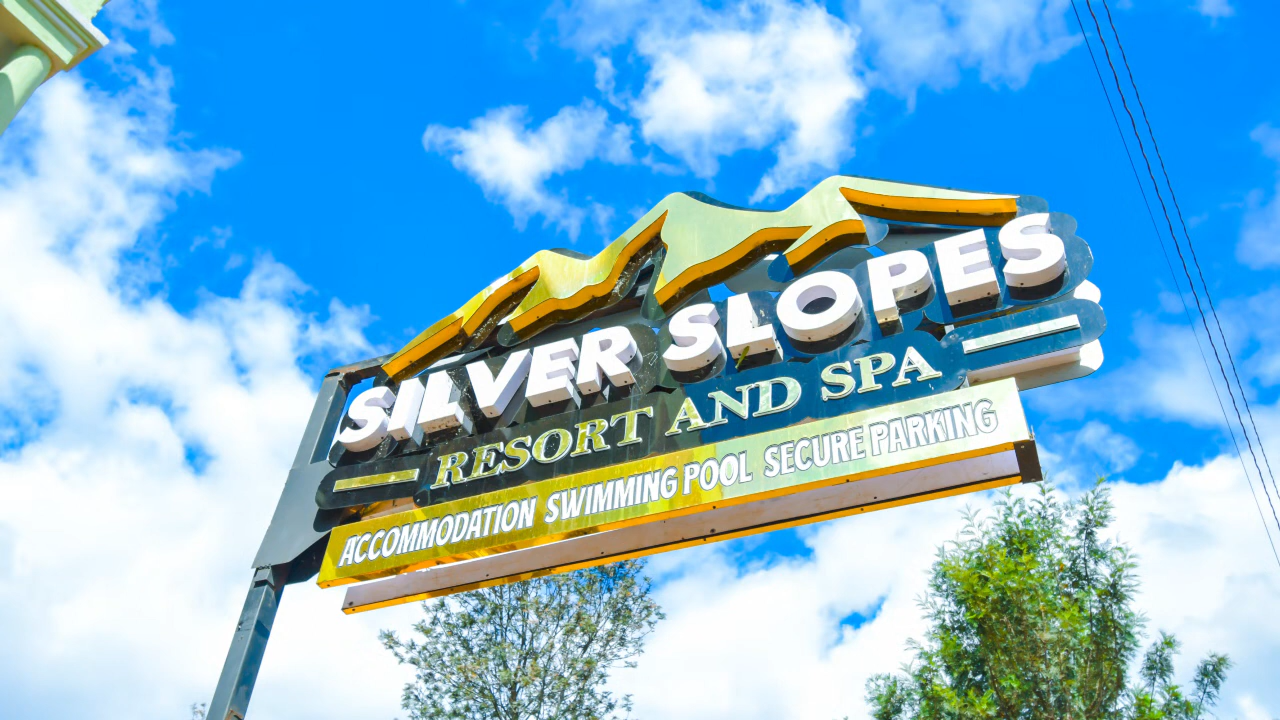 SILVER SLOPES
RESORT AND SPA
ACCOMMODATION SWIMMING POOL SECURE PARKING